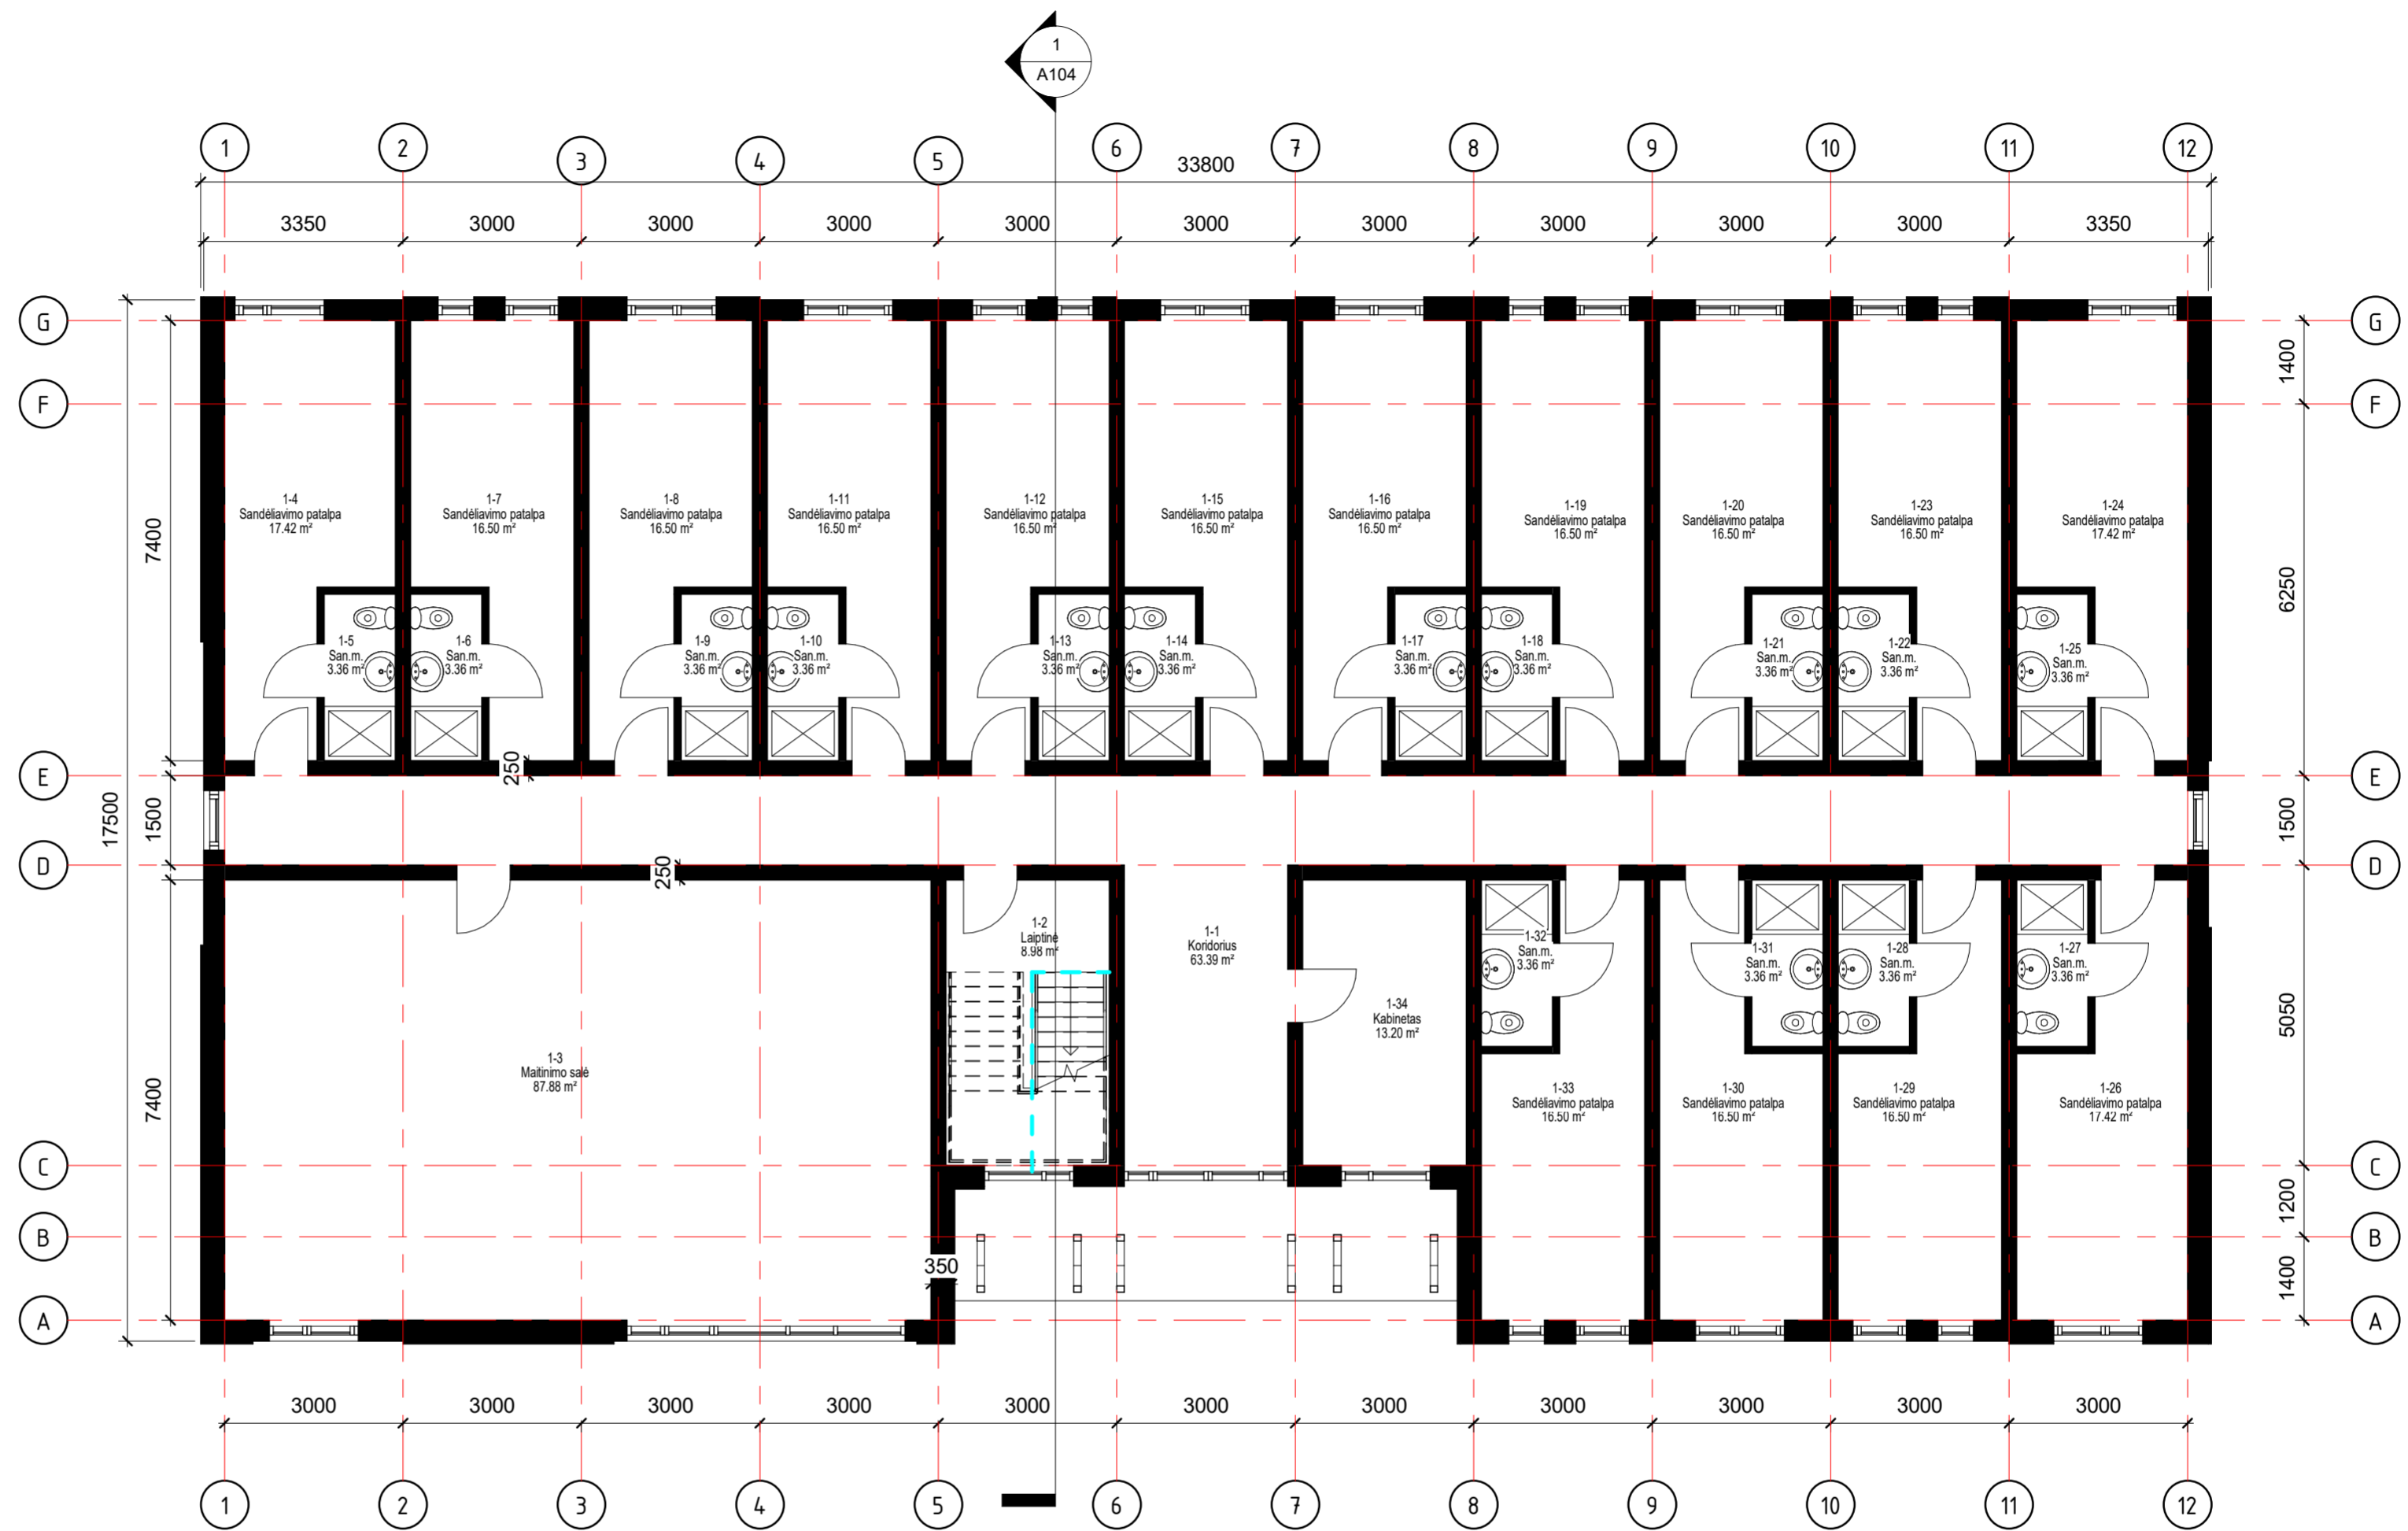 1
A104
1 2 3 4 5 6 7 8 9 10 11 12
33800
3350 3000 3000 3000 3000 3000 3000 3000 3000 3000 3350
G G
1400
F F
1-4
Sandėliavimo patalpa
17.42 m²
1-7
Sandėliavimo patalpa
16.50 m²
1-8
Sandėliavimo patalpa
16.50 m²
1-11
Sandėliavimo patalpa
16.50 m²
1-12
Sandėliavimo patalpa
16.50 m²
1-15
Sandėliavimo patalpa
16.50 m²
1-16
Sandėliavimo patalpa
16.50 m²
1-19
Sandėliavimo patalpa
16.50 m²
1-20
Sandėliavimo patalpa
16.50 m²
1-23
Sandėliavimo patalpa
16.50 m²
1-24
Sandėliavimo patalpa
17.42 m²
7400
6250
1-5
San.m.
3.36 m²
1-6
San.m.
3.36 m²
1-9
San.m.
3.36 m²
1-10
San.m.
3.36 m²
1-13
San.m.
3.36 m²
1-14
San.m.
3.36 m²
1-17
San.m.
3.36 m²
1-18
San.m.
3.36 m²
1-21
San.m.
3.36 m²
1-22
San.m.
3.36 m²
1-25
San.m.
3.36 m²
250
E E
17500
1500
1500
D D
250
1-2
Laiptinė
8.98 m²
1-1
Koridorius
63.39 m²
1-32
San.m.
3.36 m²
1-31
San.m.
3.36 m²
1-28
San.m.
3.36 m²
1-27
San.m.
3.36 m²
1-34
Kabinetas
13.20 m²
5050
1-3
Maitinimo salė
87.88 m²
7400
1-33
Sandėliavimo patalpa
16.50 m²
1-30
Sandėliavimo patalpa
16.50 m²
1-29
Sandėliavimo patalpa
16.50 m²
1-26
Sandėliavimo patalpa
17.42 m²
C C
1200
B B
350
1400
A A
3000 3000 3000 3000 3000 3000 3000 3000 3000 3000 3000
1 2 3 4 5 6 7 8 9 10 11 12